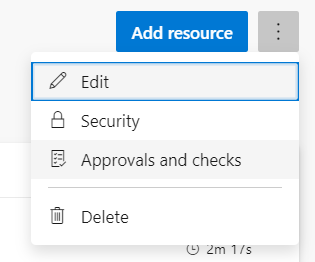 Add resource
Edit
Security
Approvals and checks
Delete
2m 17s